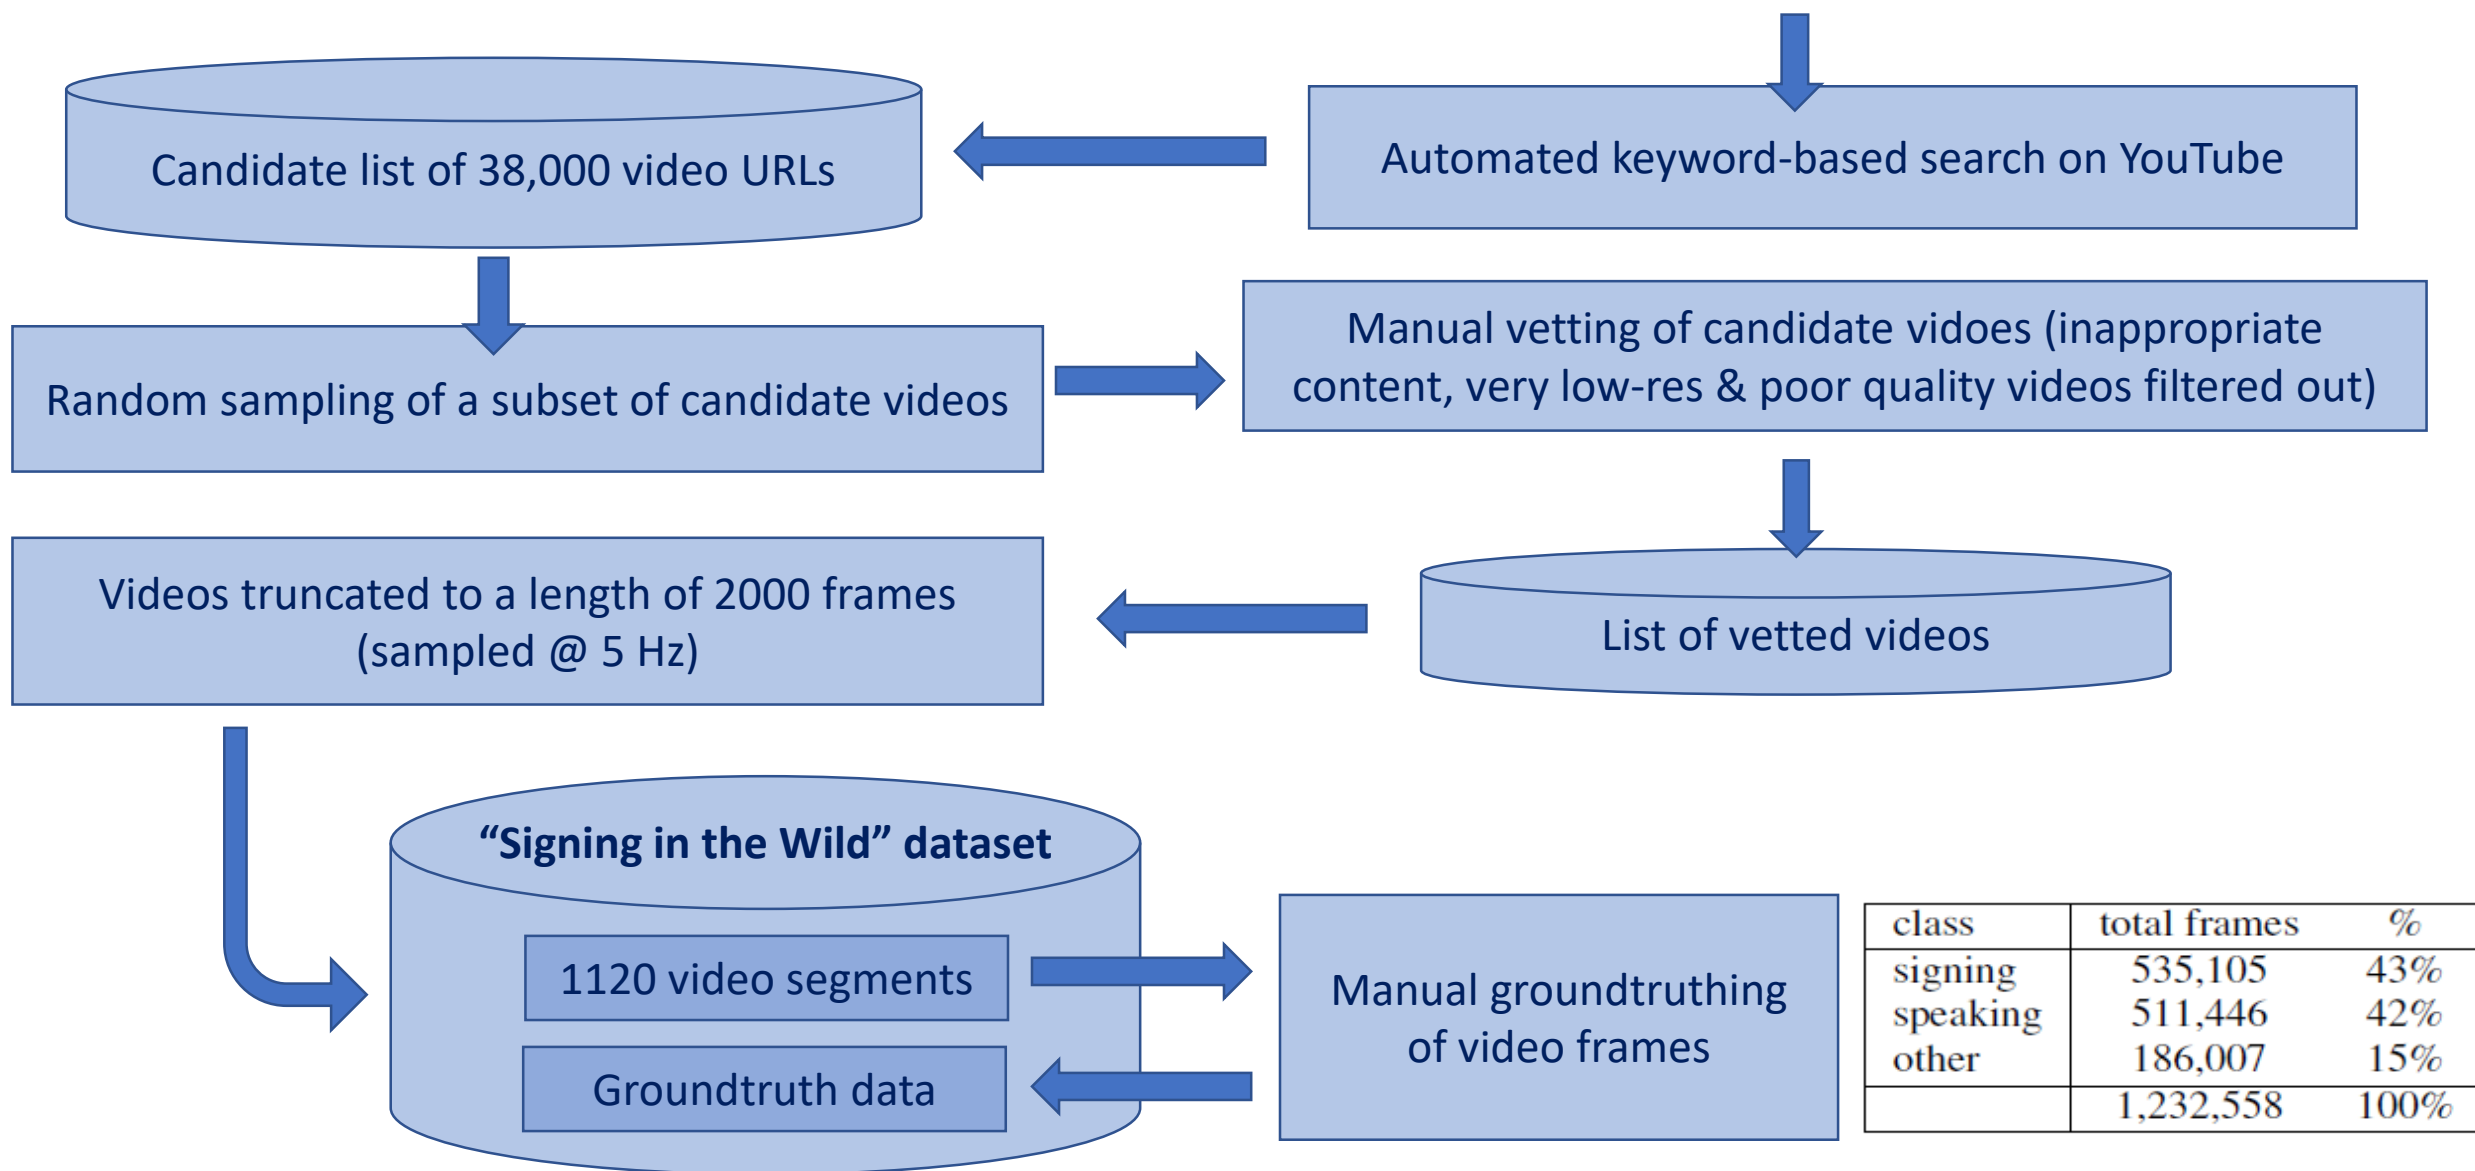 Automated keyword-based search on YouTube
Candidate list of 38,000 video URLs
Random sampling of a subset of candidate videos
Manual vetting of candidate vidoes (inappropriate
content, very low-res & poor quality videos filtered out)
List of vetted videos
Videos truncated to a length of 2000 frames
(sampled @ 5 Hz)
“Signing in the Wild” dataset
1120 video segments
Manual groundtruthing
of video frames
Groundtruth data
class total frames %
signing 535,105 43%
speaking 511,446 42%
other 186,007 15%
1,232,558 100%